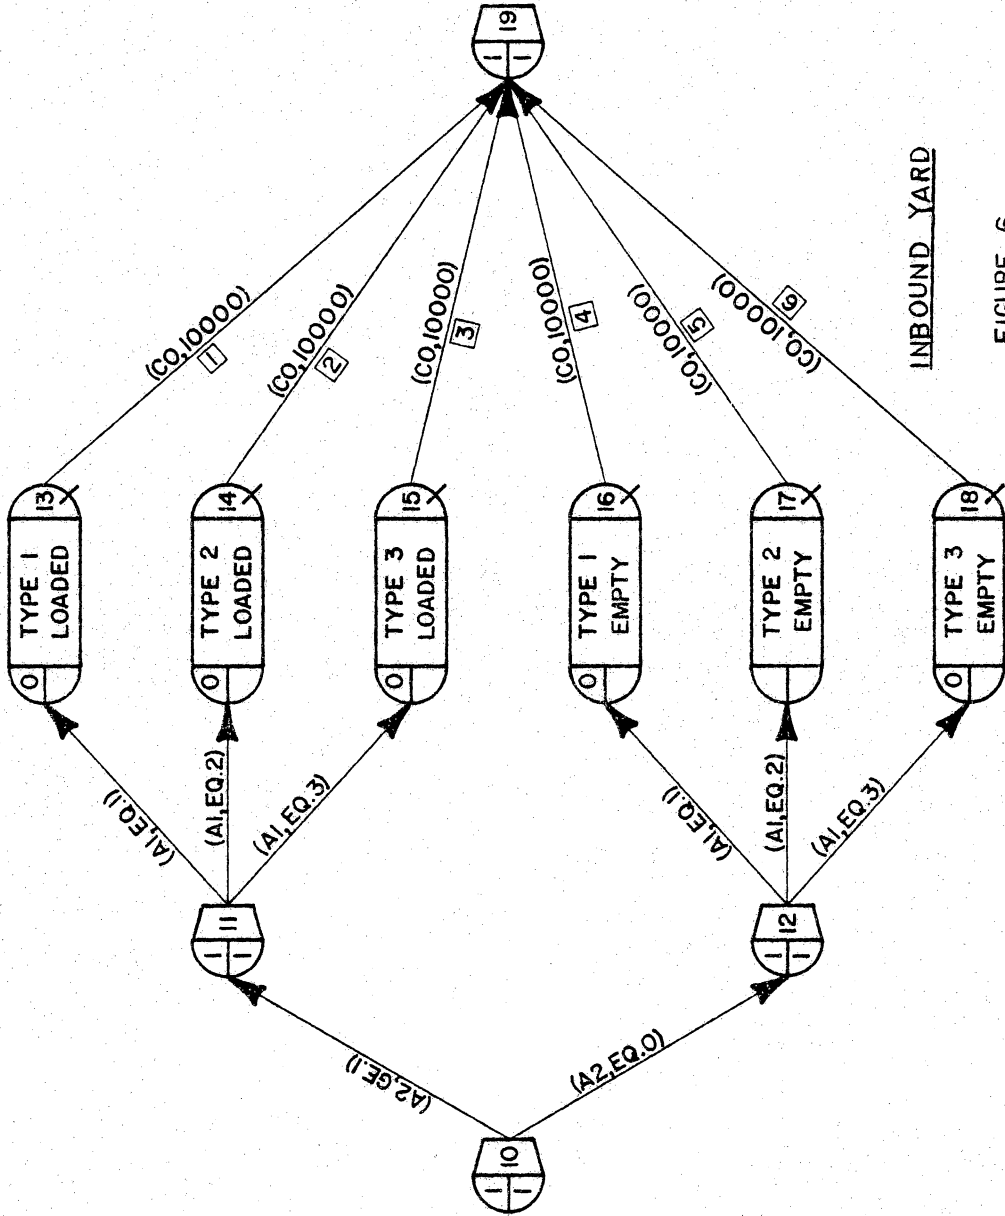 10
1
1
(A2,GE.1)
(A2,EQ.0)
11
1
1
12
1
1
(A1,EQ.1)
(A1,EQ.2)
(A1,EQ.3)
(A1,EQ.1)
(A1,EQ.2)
(A1,EQ.3)
0
TYPE 1
LOADED
13
0
TYPE 2
LOADED
14
0
TYPE 3
LOADED
15
0
TYPE 1
EMPTY
16
TYPE 2
EMPTY
17
0
TYPE 3
EMPTY
18
(CO,10000)
1
(CO,10000)
2
(CO,10000)
3
(CO,10000)
4
(CO,10000)
5
(CO,10000)
6
19
1
1
INBOUND YARD
FIGURE 6